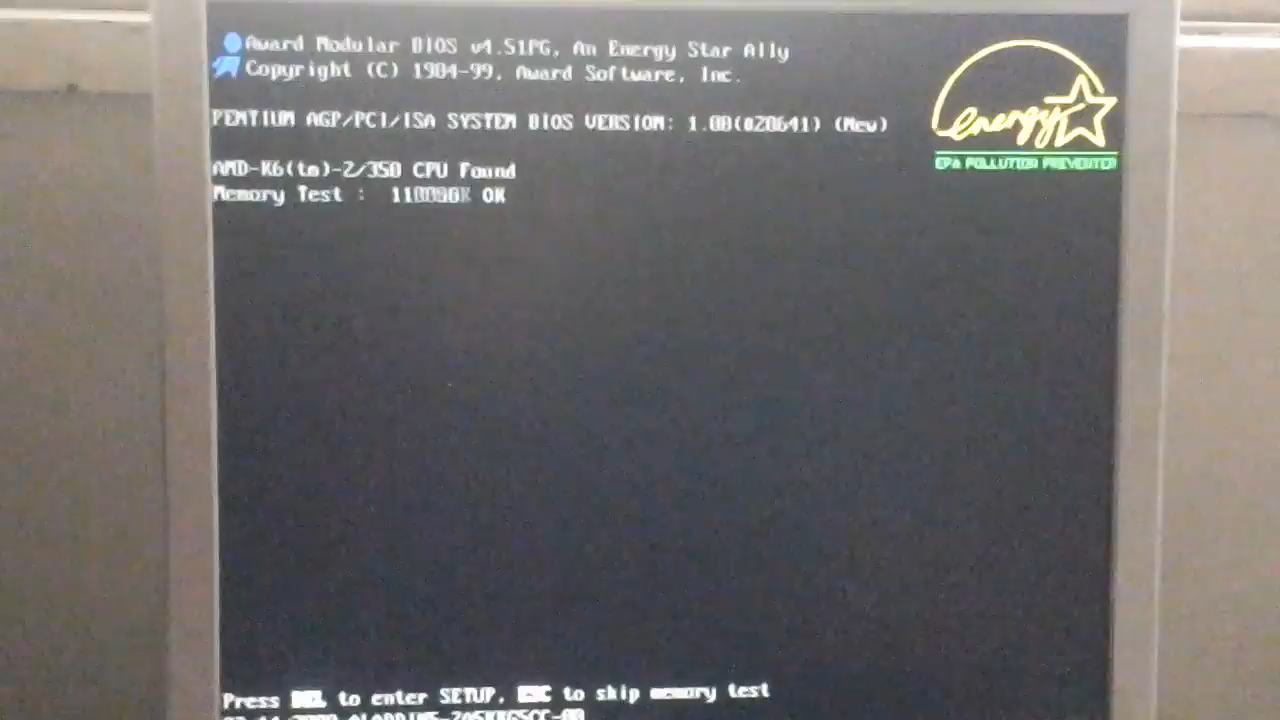 Award Modular BIOS v4.51PG, An Energy Star Ally
Copyright (C) 1984-99, Award Software, Inc.
energy
EPA POLLUTION PREVENTER
PENTIUM AGP/PCI/ISA SYSTEM BIOS VERSION: 1.00
AMD-K6(tm)-2/350 CPU Found
Memory Test : OK
Press DEL to enter SETUP, ESC to skip memory test